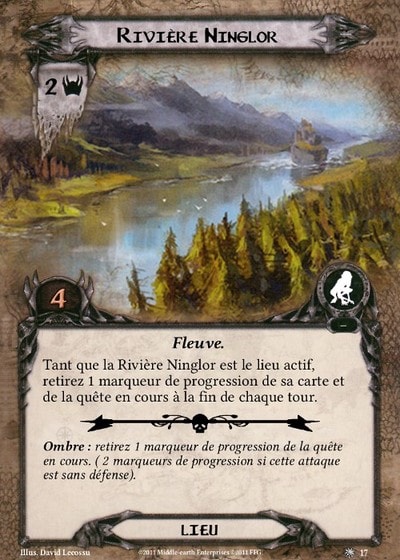 Rivière Ninglor
2
4
–
Fleuve.
Tant que la Rivière Ninglor est le lieu actif,
retirez 1 marqueur de progression de sa carte et
de la quête en cours à la fin de chaque tour.
Ombre : retirez 1 marqueur de progression de la quête
en cours. ( 2 marqueurs de progression si cette attaque
est sans défense).
LIEU
Illus. David Lecossu
©2011 Middle-earth Enterprises ©2011 FFG
17